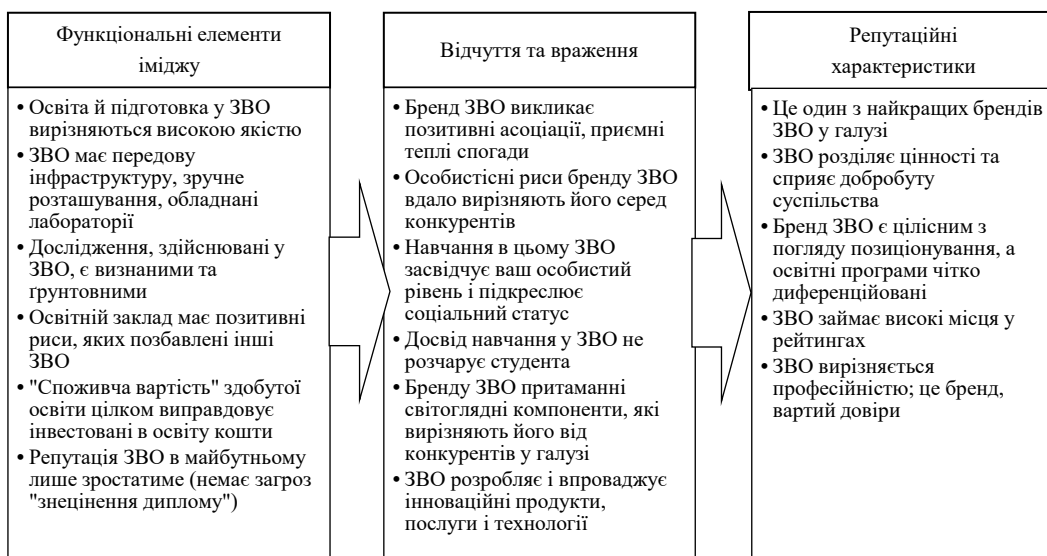 Функціональні елементи
іміджу
• Освіта й підготовка у ЗВО
вирізняються високою якістю
• ЗВО має передову
інфраструктуру, зручне
розташування, обладнані
лабораторії
• Дослідження, здійснювані у
ЗВО, є визнаними та
ґрунтовними
• Освітній заклад має позитивні
риси, яких позбавлені інші
ЗВО
• "Споживча вартість" здобутої
освіти цілком виправдовує
інвестовані в освіту кошти
• Репутація ЗВО в майбутньому
лише зростатиме (немає загроз
"знецінення диплому")
Відчуття та враження
• Бренд ЗВО викликає
позитивні асоціації, приємні
теплі спогади
• Особистісні риси бренду ЗВО
вдало вирізняють його серед
конкурентів
• Навчання в цьому ЗВО
засвідчує ваш особистий
рівень і підкреслює
соціальний статус
• Досвід навчання у ЗВО не
розчарує студента
• Бренду ЗВО притаманні
світоглядні компоненти, які
вирізняють його від
конкурентів у галузі
• ЗВО розробляє і впроваджує
інноваційні продукти,
послуги і технології
Репутаційні
характеристики
• Це один з найкращих брендів
ЗВО у галузі
• ЗВО розділяє цінності та
сприяє добробуту
суспільства
• Бренд ЗВО є цілісним з
погляду позиціонування, а
освітні програми чітко
диференційовані
• ЗВО займає високі місця у
рейтингах
• ЗВО вирізняється
професійністю; це бренд,
вартий довіри